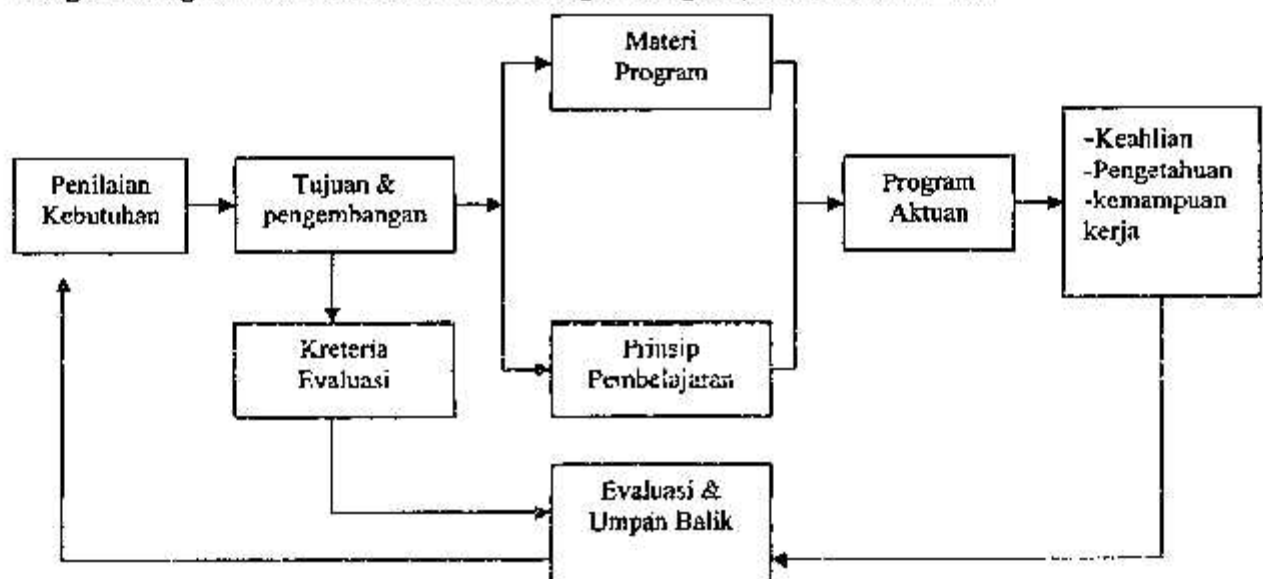 Materi
Program
Penilaian
Kebutuhan
Tujuan &
pengembangan
Program
Aktuan
-Keahlian
-Pengetahuan
-kemampuan
kerja
Kreteria
Evaluasi
Prinsip
Pembelajaran
Evaluasi &
Umpan Balik